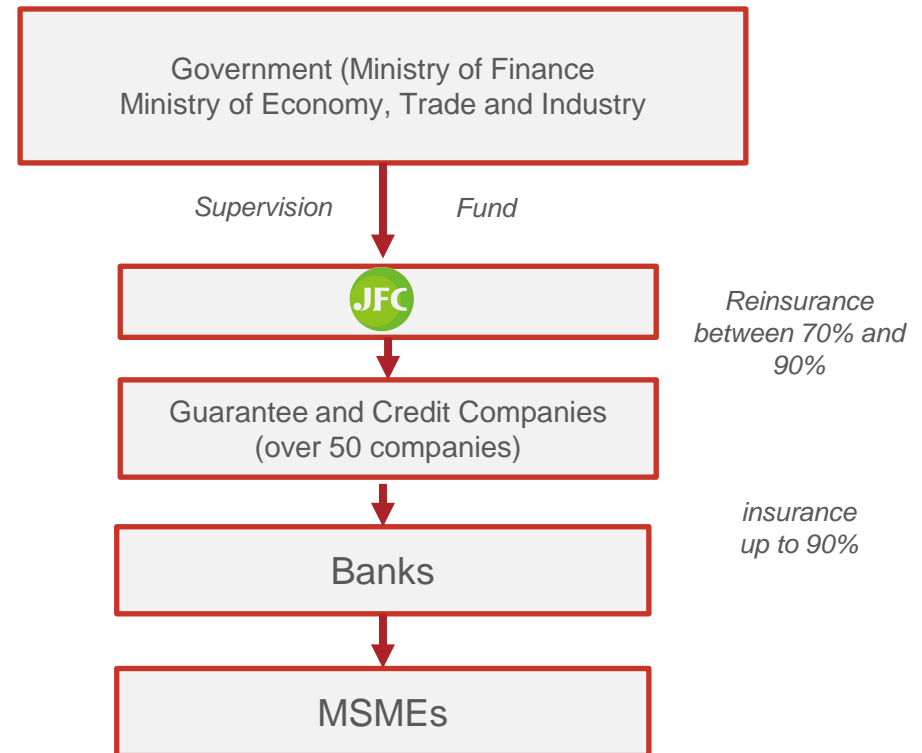 Government (Ministry of Finance
Ministry of Economy, Trade and Industry
Supervision
Fund
JFC
Reinsurance
between 70% and
90%
Guarantee and Credit Companies
(over 50 companies)
insurance
up to 90%
Banks
MSMEs